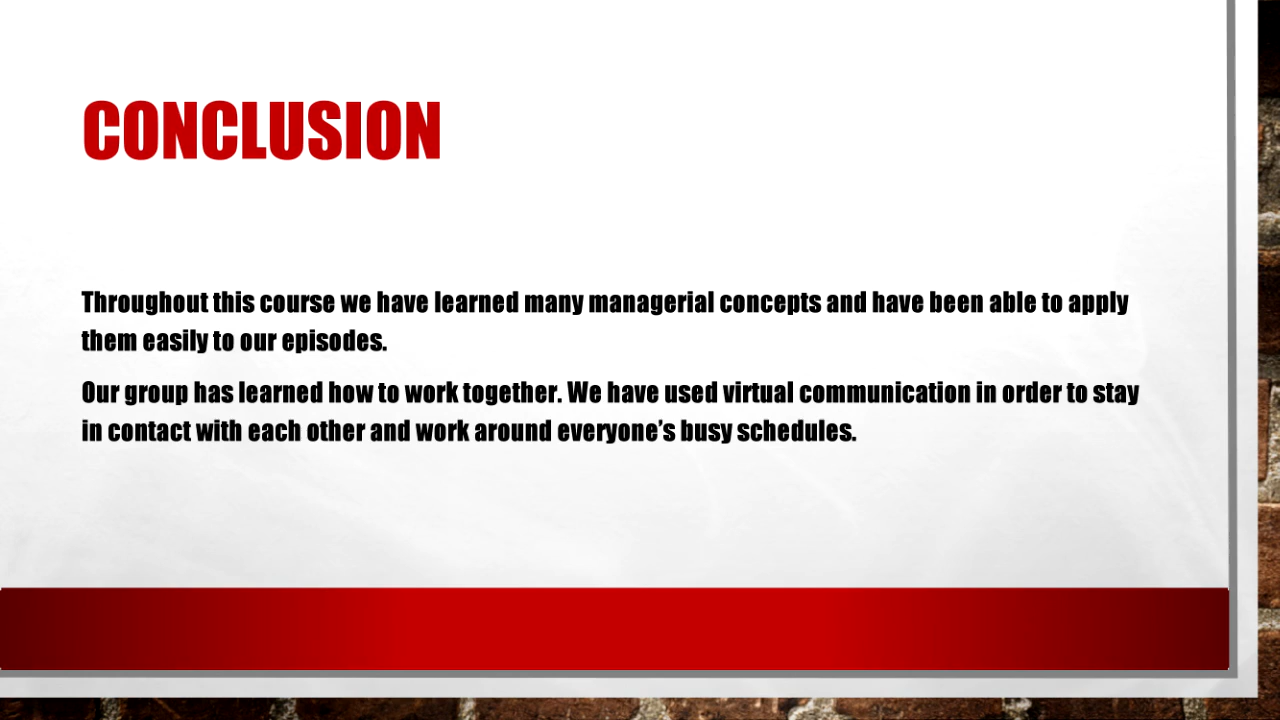 CONCLUSION
Throughout this course we have learned many managerial concepts and have been able to apply
them easily to our episodes.
Our group has learned how to work together. We have used virtual communication in order to stay
in contact with each other and work around everyone’s busy schedules.